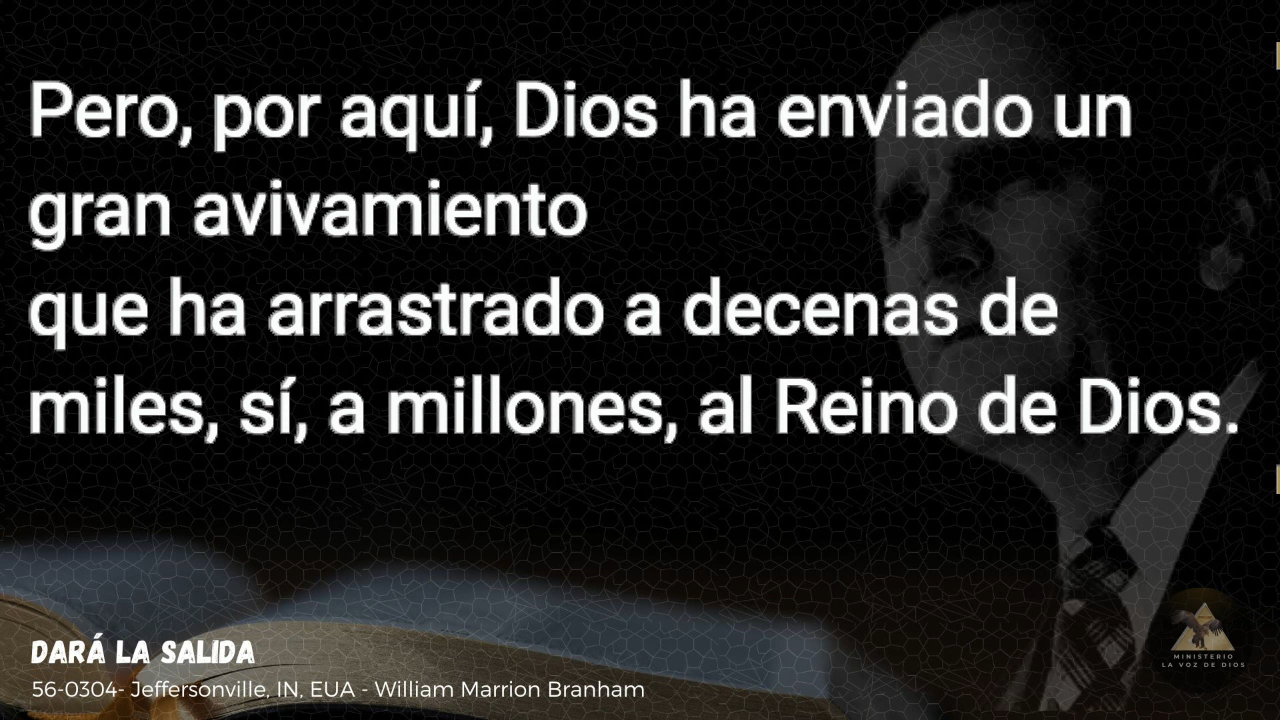 Pero, por aquí, Dios ha enviado un
gran avivamiento
que ha arrastrado a decenas de
miles, sí, a millones, al Reino de Dios.
DARÁ LA SALIDA
56-0304- Jeffersonville, IN, EUA - William Marrion Branham
MINISTERIO
LA VOZ DE DIOS